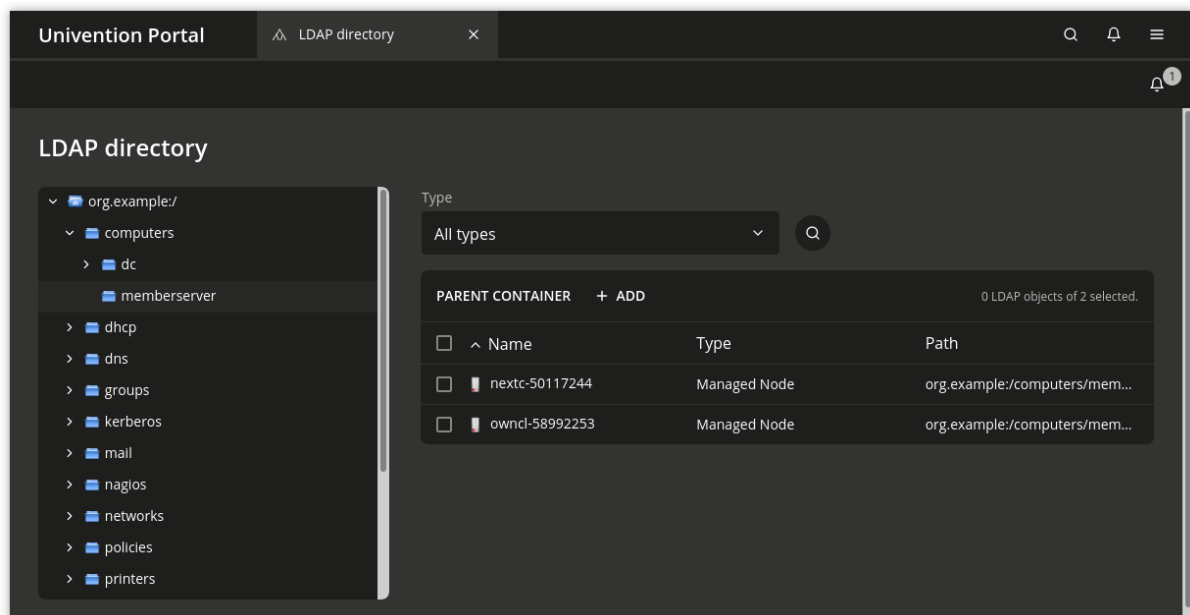 Univention Portal
LDAP directory
1
LDAP directory
org.example:/
computers
dc
memberserver
dhcp
dns
groups
kerberos
mail
nagios
networks
policies
printers
Type
All types
PARENT CONTAINER + ADD 0 LDAP objects of 2 selected.
Name Type Path
nextc-50117244 Managed Node org.example:/computers/mem...
owncl-58992253 Managed Node org.example:/computers/mem...